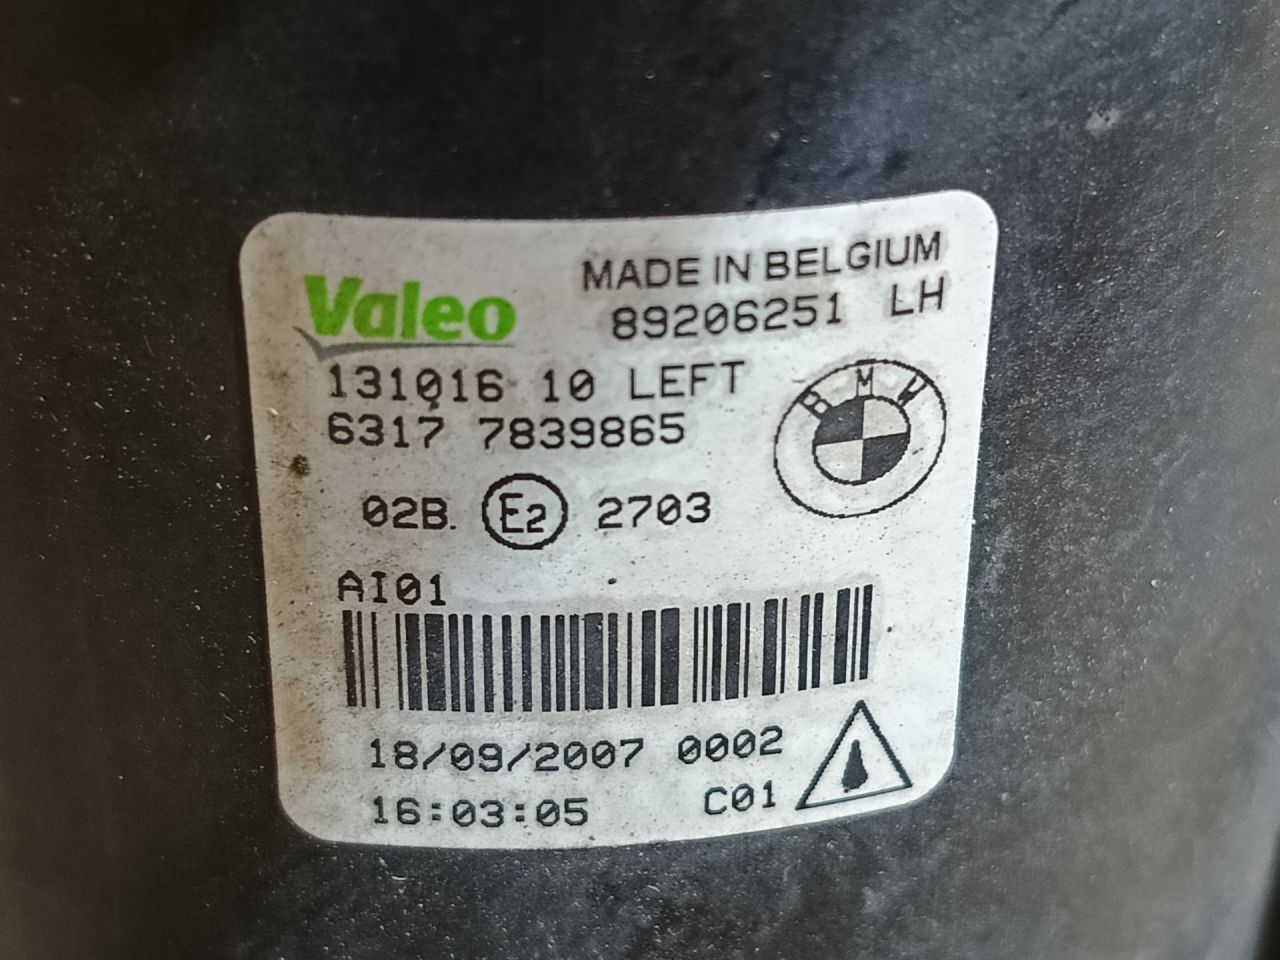 Valeo
MADE IN BELGIUM
89206251 LH
131016 10 LEFT
6317 7839865
BMW
02B. E2 2703
AI01
18/09/2007 0002
16:03:05 C01